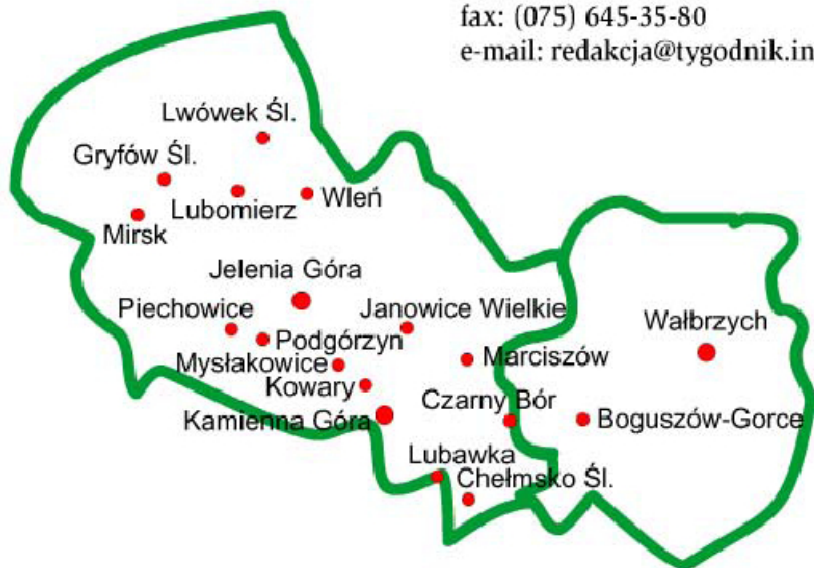 fax: (075) 645-35-80
e-mail: redakcja@tygodnik.in
Lwówek Śl.
Gryfów Śl.
Lubomierz
Wleń
Mirsk
Jelenia Góra
Piechowice
Janowice Wielkie
Wałbrzych
Podgórzyn
Mysłakowice
Marciszów
Kowary
Czarny Bór
Kamienna Góra
Boguszów-Gorce
Lubawka
Chełmsko Śl.